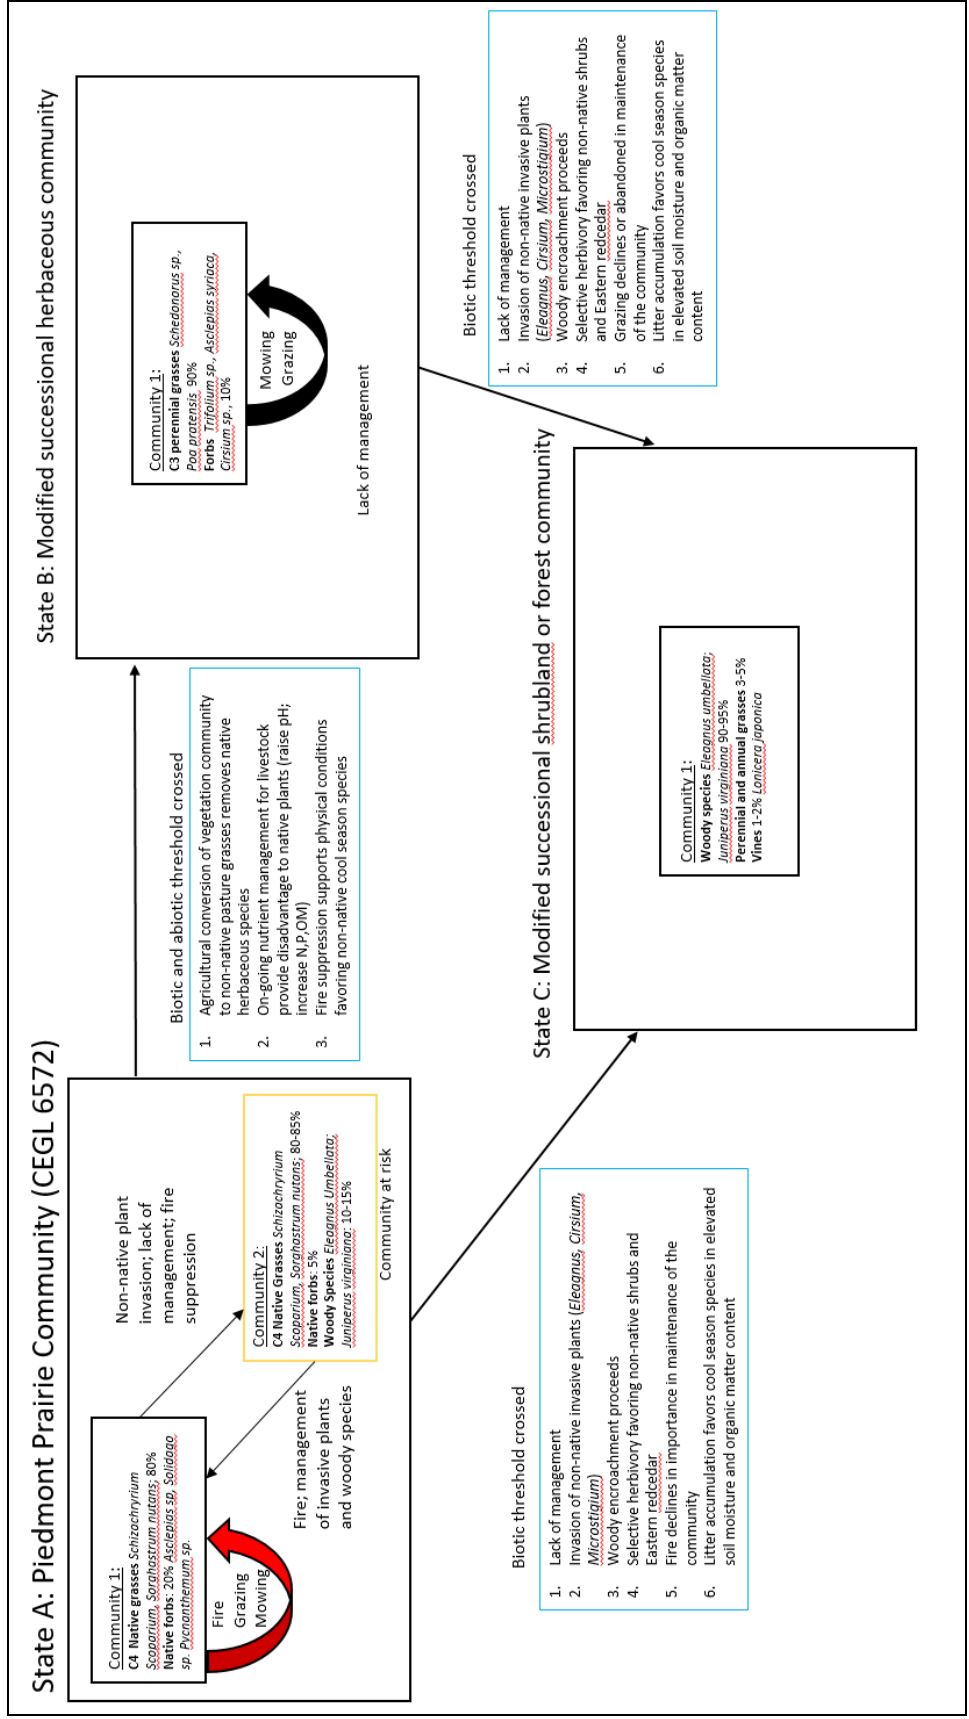 State A: Piedmont Prairie Community (CEGL 6572)
Community 1:
C4  Native grasses Schizachryrium
Scoparium, Sorghastrum nutans; 80%
Native forbs: 20% Asclepias sp, Solidago
sp. Pycnanthemum sp.
Fire
Grazing
Mowing
Non-native plant
invasion; lack of
management; fire
suppression
Fire; management
of invasive plants
and woody species
Community 2:
C4 Native Grasses Schizachryrium
Scoparium, Sorghastrum nutans; 80-85%
Native forbs: 5%
Woody Species Eleagnus Umbellata;
Juniperus virginiana: 10-15%
Community at risk
Biotic and abiotic threshold crossed
1. Agricultural conversion of vegetation community
to non-native pasture grasses removes native
herbaceous species
2. On-going nutrient management for livestock
provide disadvantage to native plants (raise pH;
increase N,P,OM)
3. Fire suppression supports physical conditions
favoring non-native cool season species
State B: Modified successional herbaceous community
Community 1:
C3 perennial grasses Schedonorus sp.,
Poa pratensis 90%
Forbs  Trifolium sp., Asclepias syriaca,
Cirsium sp., 10%
Mowing
Grazing
Lack of management
Biotic threshold crossed
1. Lack of management
2. Invasion of non-native invasive plants
(Eleagnus, Cirsium, Microstigium)
3. Woody encroachment proceeds
4. Selective herbivory favoring non-native shrubs
and Eastern redcedar
5. Grazing declines or abandoned in maintenance
of the community
6. Litter accumulation favors cool season species
in elevated soil moisture and organic matter
content
Biotic threshold crossed
1. Lack of management
2. Invasion of non-native invasive plants (Eleagnus, Cirsium,
Microstigium)
3. Woody encroachment proceeds
4. Selective herbivory favoring non-native shrubs and
Eastern redcedar
5. Fire declines in importance in maintenance of the
community
6. Litter accumulation favors cool season species in elevated
soil moisture and organic matter content
State C: Modified successional shrubland or forest community
Community 1:
Woody species Eleagnus umbellata;
Juniperus virginiana 90-95%
Perennial and annual grasses 3-5%
Vines 1-2% Lonicera japonica